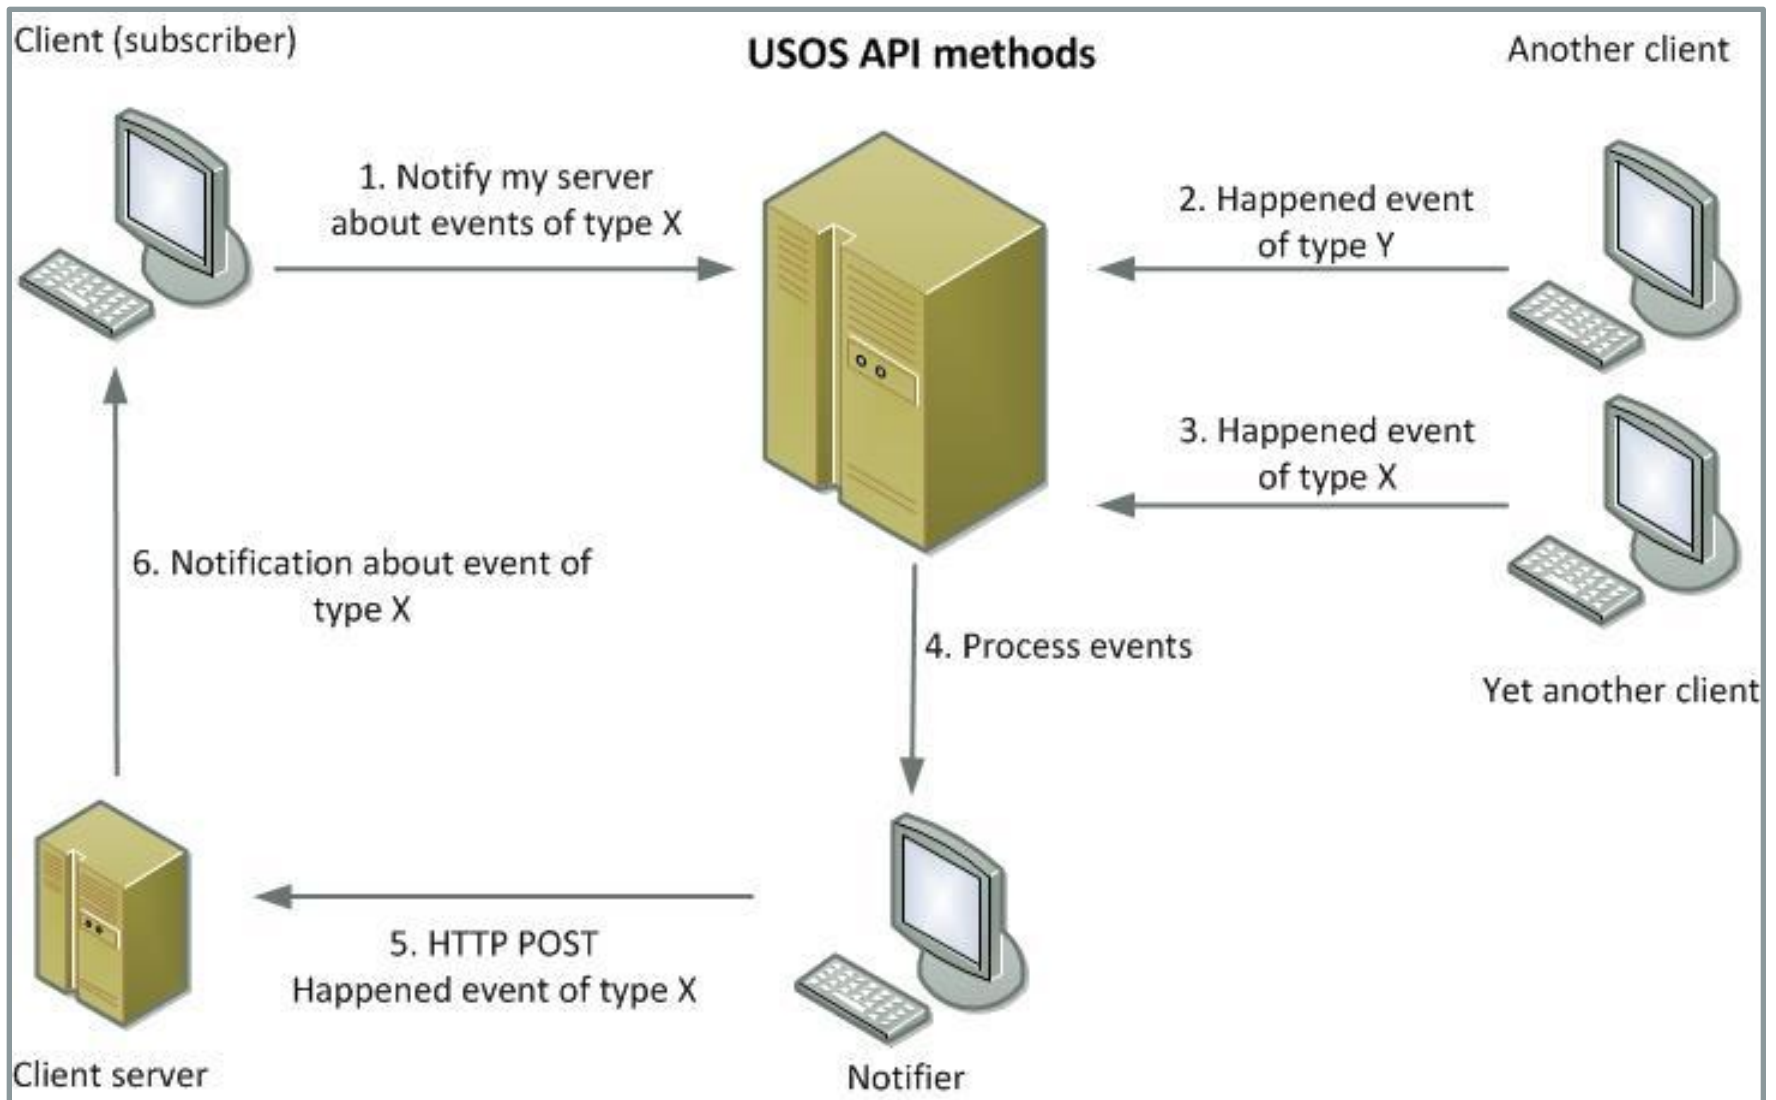 Client (subscriber)
USOS API methods
Another client
1. Notify my server
about events of type X
2. Happened event
of type Y
3. Happened event
of type X
6. Notification about event of
type X
4. Process events
Yet another client
5. HTTP POST
Happened event of type X
Client server
Notifier